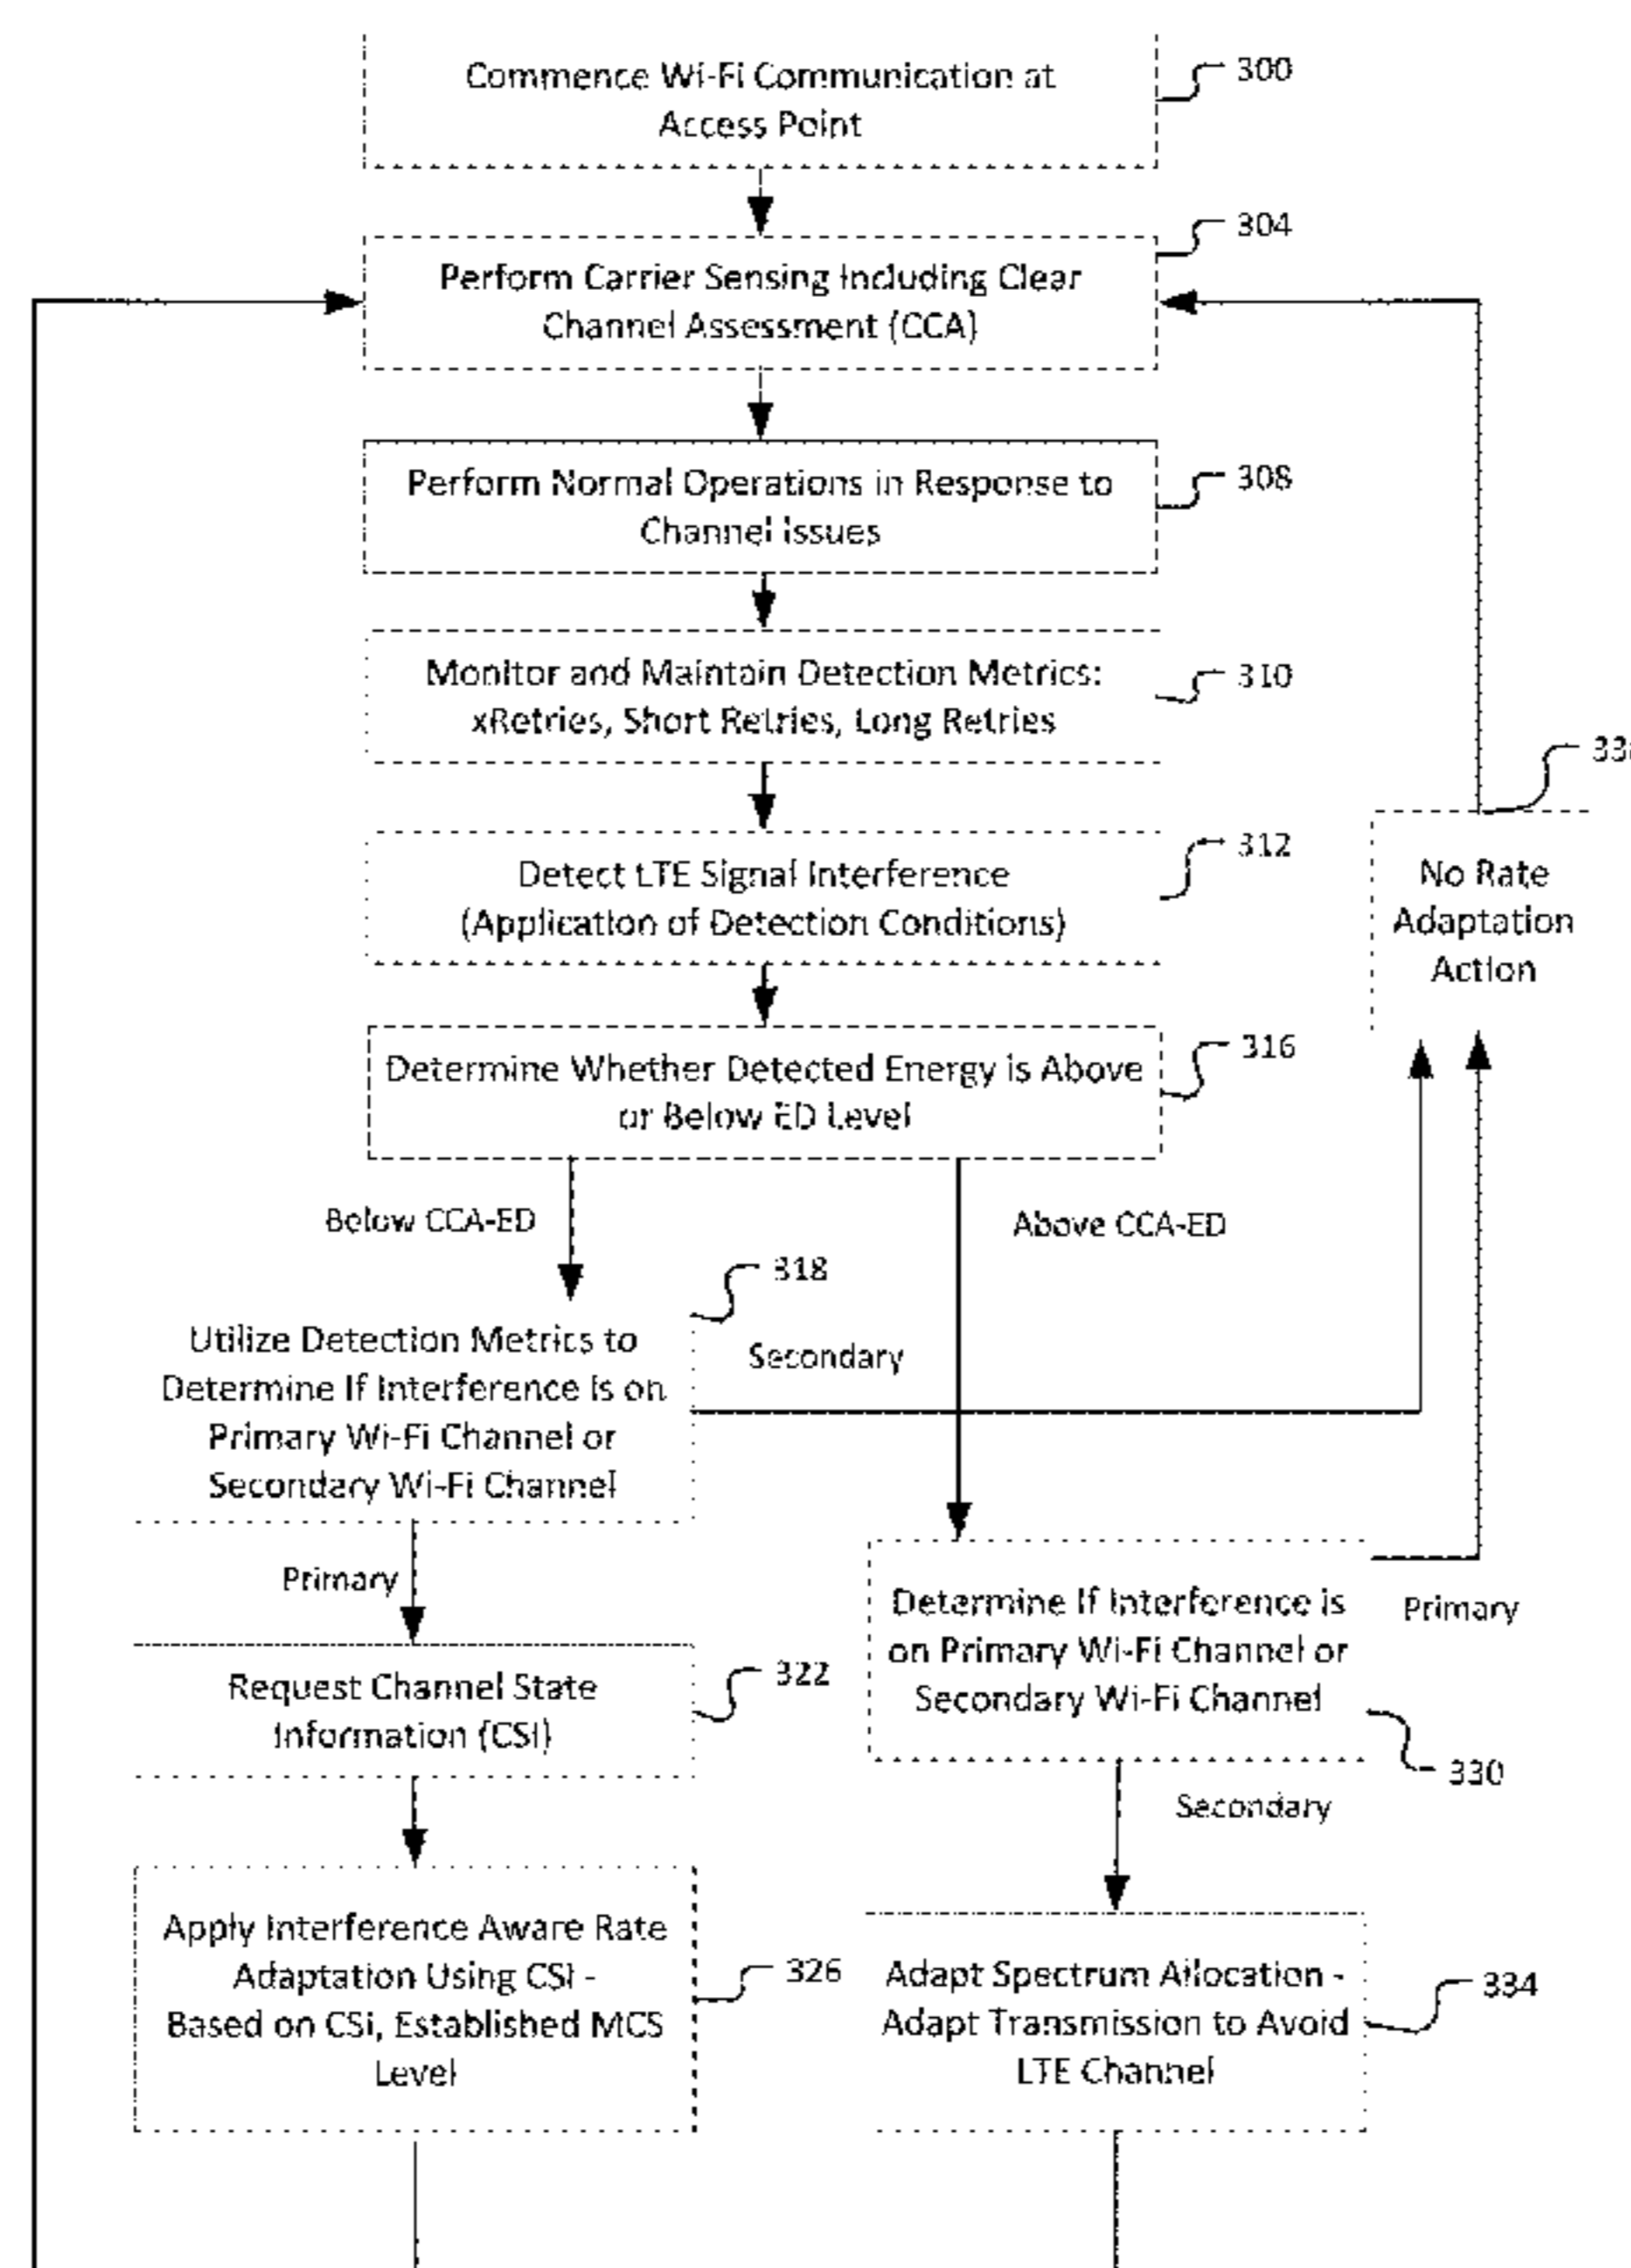 Commence Wi-Fi Communication at
Access Point
300
304
Perform Carrier Sensing Including Clear
Channel Assessment (CCA)
Perform Normal Operations in Response to
Channel Issues
308
Monitor and Maintain Detection Metrics:
xRetries, Short Retries, Long Retries
310
Detect LTE Signal Interference
(Application of Detection Conditions)
312
No Rate
Adaptation
Action
Determine Whether Detected Energy is Above
or Below ED Level
316
Below CCA-ED
Above CCA-ED
318
Utilize Detection Metrics to
Determine If Interference is on
Primary Wi-Fi Channel or
Secondary Wi-Fi Channel
Secondary
Primary
Determine If Interference is
on Primary Wi-Fi Channel or
Secondary Wi-Fi Channel
Primary
330
Request Channel State
Information (CSI)
322
Secondary
Apply Interference Aware Rate
Adaptation Using CSI -
Based on CSI, Established MCS
Level
326
Adapt Spectrum Allocation -
Adapt Transmission to Avoid
LTE Channel
334